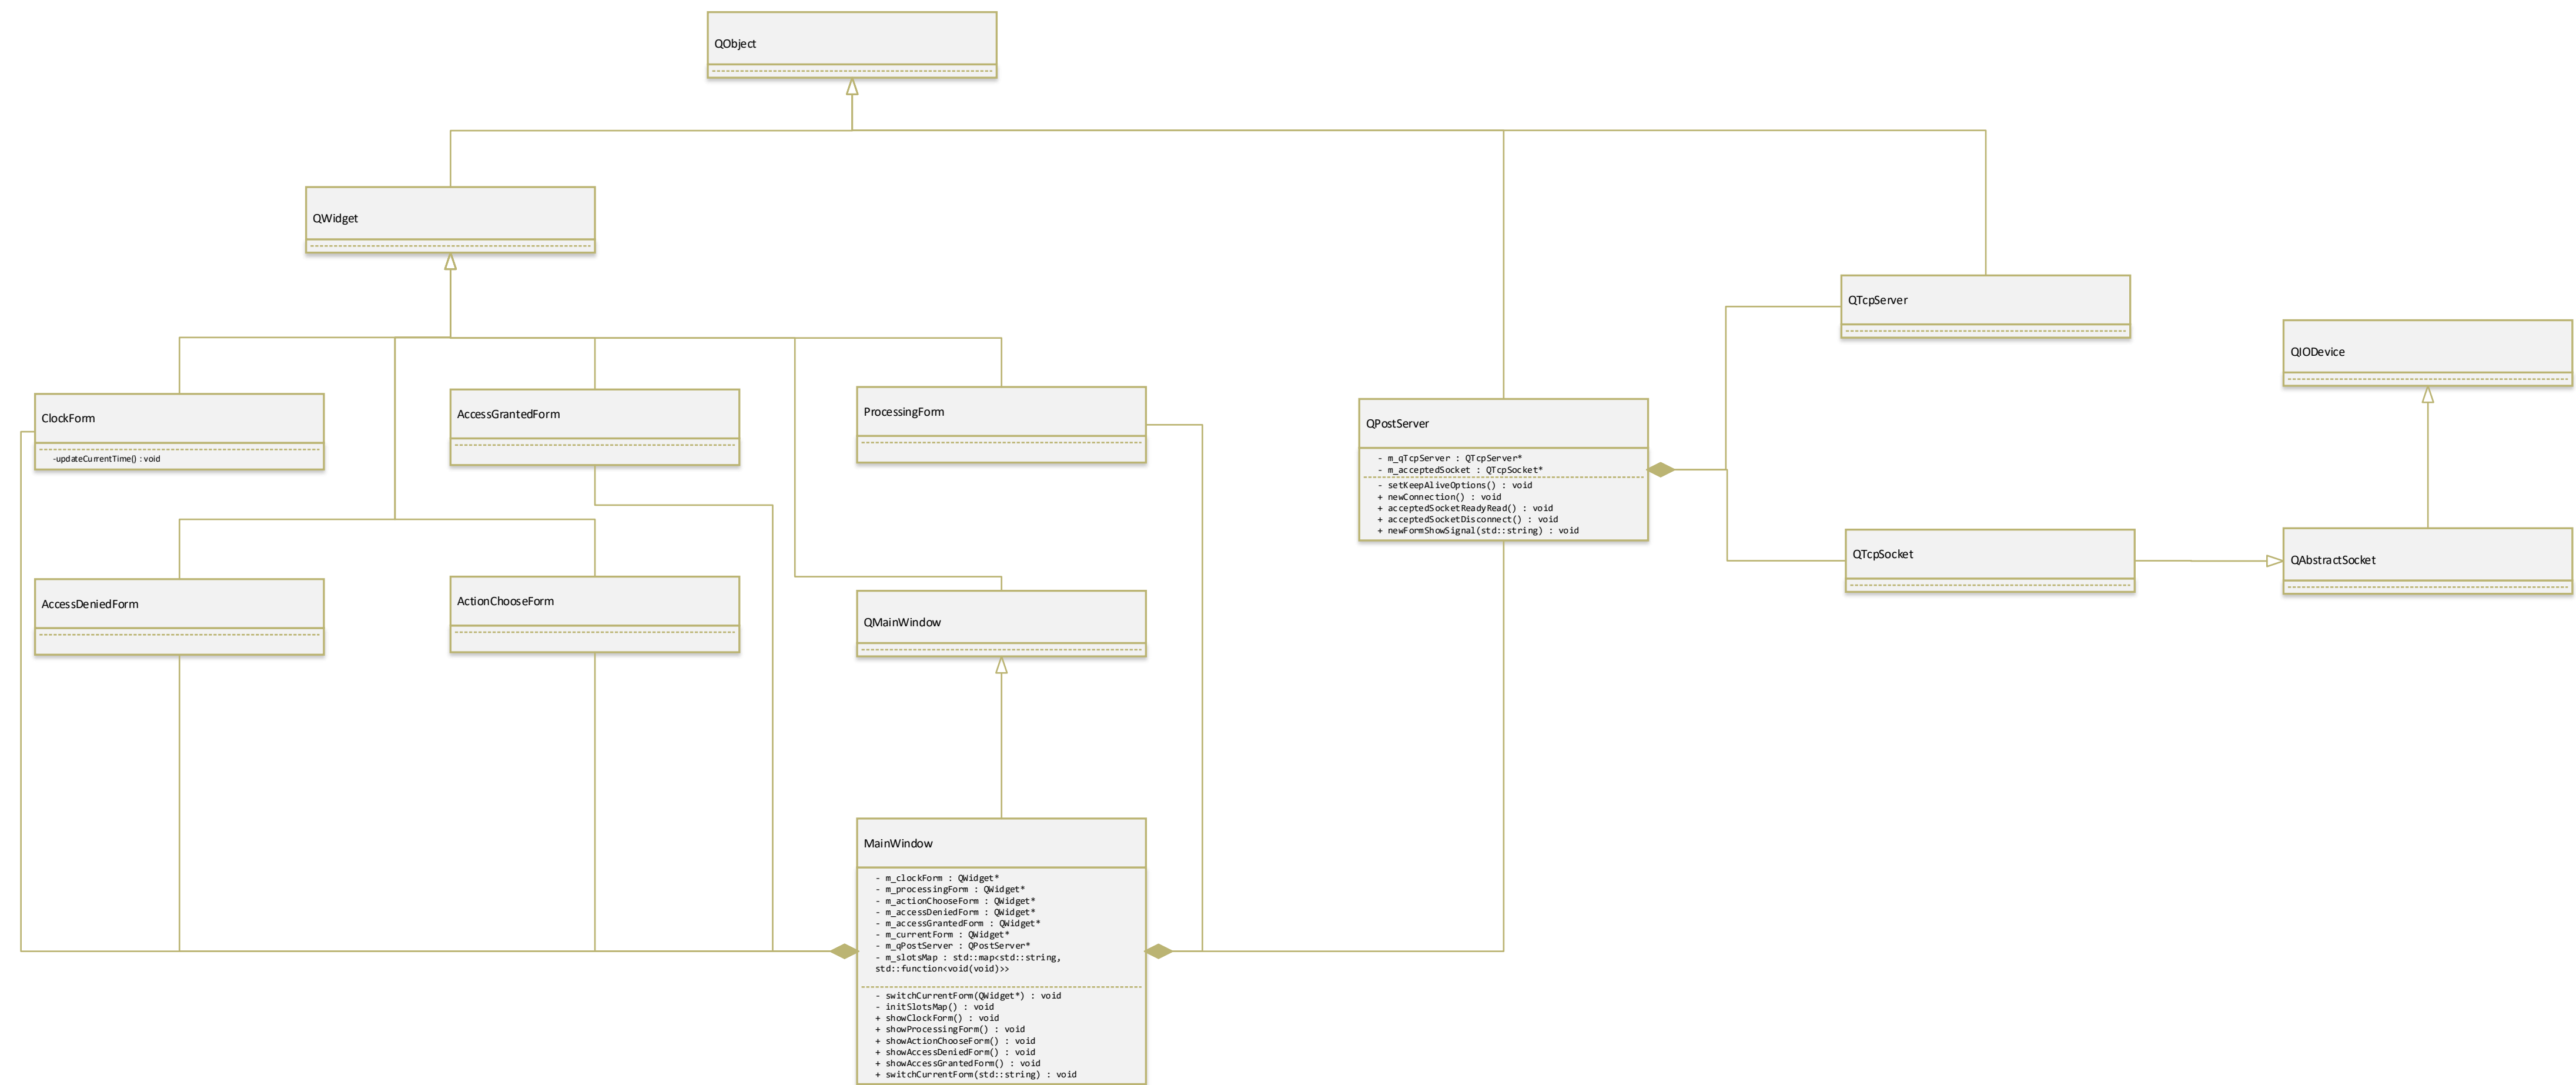 QObject
QWidget
QTcpServer
QIODevice
ClockForm
-updateCurrentTime() : void
AccessGrantedForm
ProcessingForm
QPostServer
- m_qTcpServer : QTcpServer*
- m_acceptedSocket : QTcpSocket*
- setKeepAliveOptions() : void
+ newConnection() : void
+ acceptedSocketReadyRead() : void
+ acceptedSocketDisconnect() : void
+ newFormShowSignal(std::string) : void
QTcpSocket
QAbstractSocket
AccessDeniedForm
ActionChooseForm
QMainWindow
MainWindow
- m_clockForm : QWidget*
- m_processingForm : QWidget*
- m_actionChooseForm : QWidget*
- m_accessDeniedForm : QWidget*
- m_accessGrantedForm : QWidget*
- m_currentForm : QWidget*
- m_qPostServer : QPostServer*
- m_slotsMap : std::map<std::string,
std::function<void(void)>>
- switchCurrentForm(QWidget*) : void
- initSlotsMap() : void
+ showClockForm() : void
+ showProcessingForm() : void
+ showActionChooseForm() : void
+ showAccessDeniedForm() : void
+ showAccessGrantedForm() : void
+ switchCurrentForm(std::string) : void